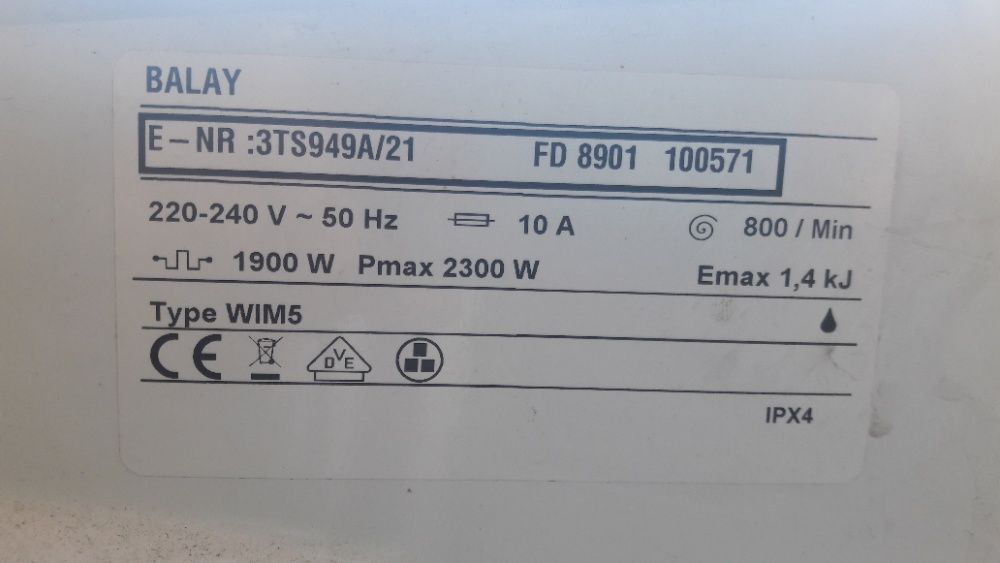 BALAY
E-NR :3TS949A/21 FD 8901 100571
220-240 V ~ 50 Hz 10 A 800 / Min
1900 W Pmax 2300 W Emax 1,4 kJ
Type WIM5
CE DVE
IPX4